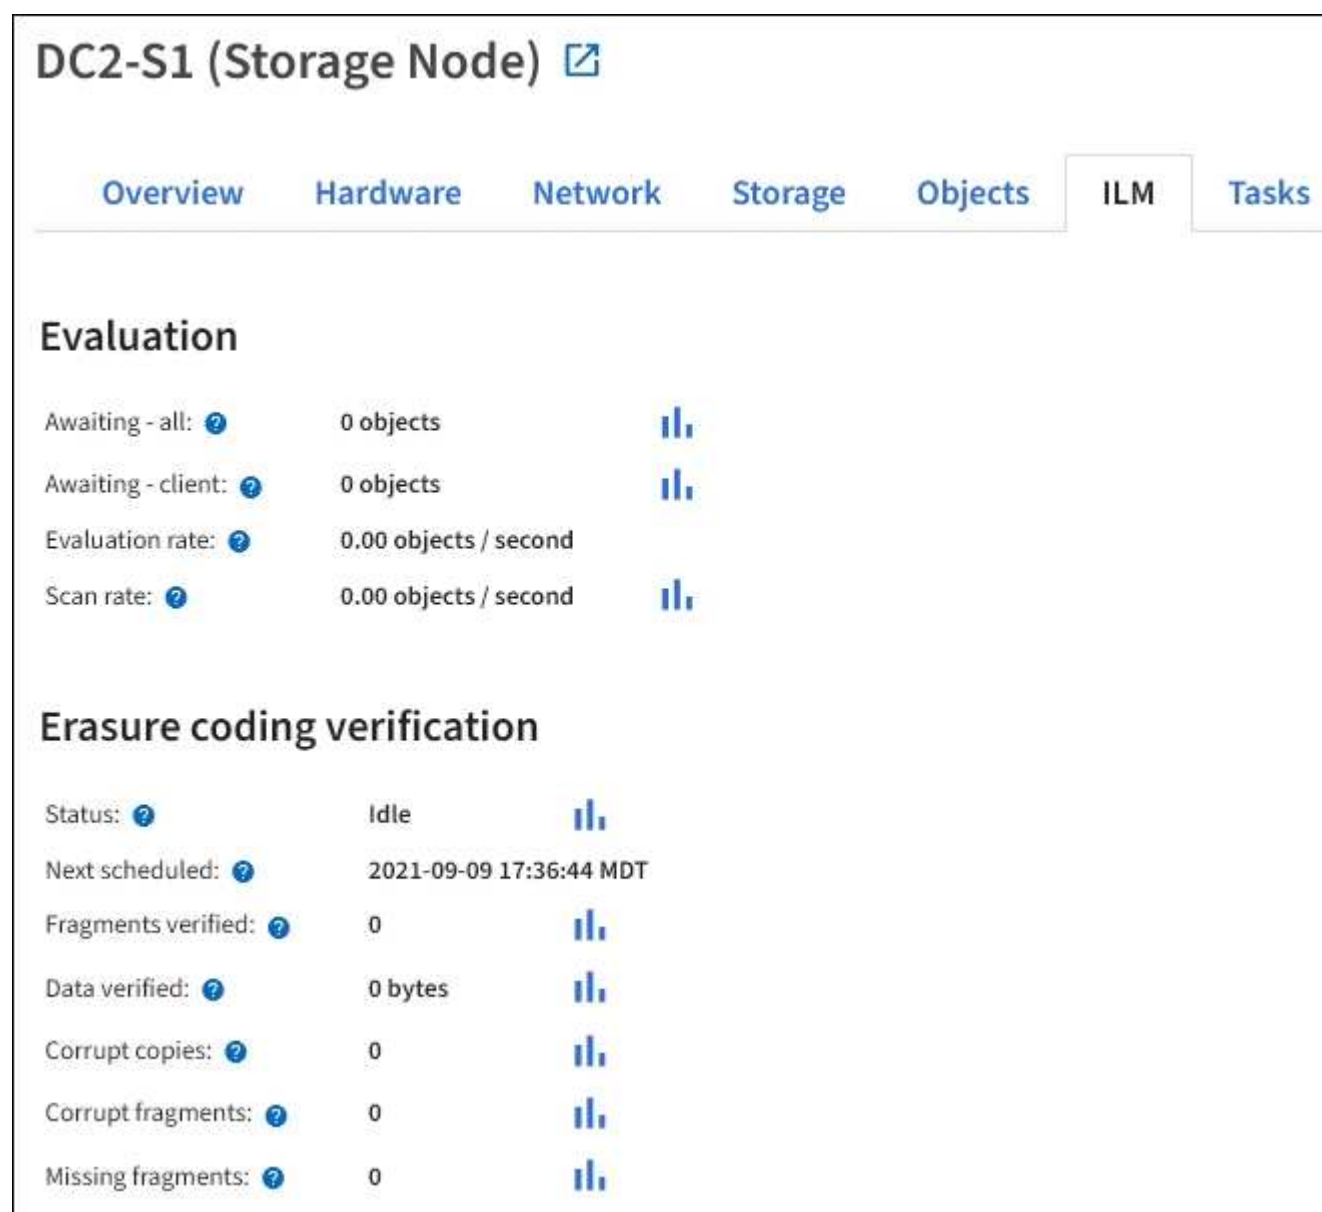 DC2-S1 (Storage Node)
Overview Hardware Network Storage Objects ILM Tasks
Evaluation
Awaiting - all: 0 objects
Awaiting - client: 0 objects
Evaluation rate: 0.00 objects / second
Scan rate: 0.00 objects / second
Erasure coding verification
Status: Idle
Next scheduled: 2021-09-09 17:36:44 MDT
Fragments verified: 0
Data verified: 0 bytes
Corrupt copies: 0
Corrupt fragments: 0
Missing fragments: 0